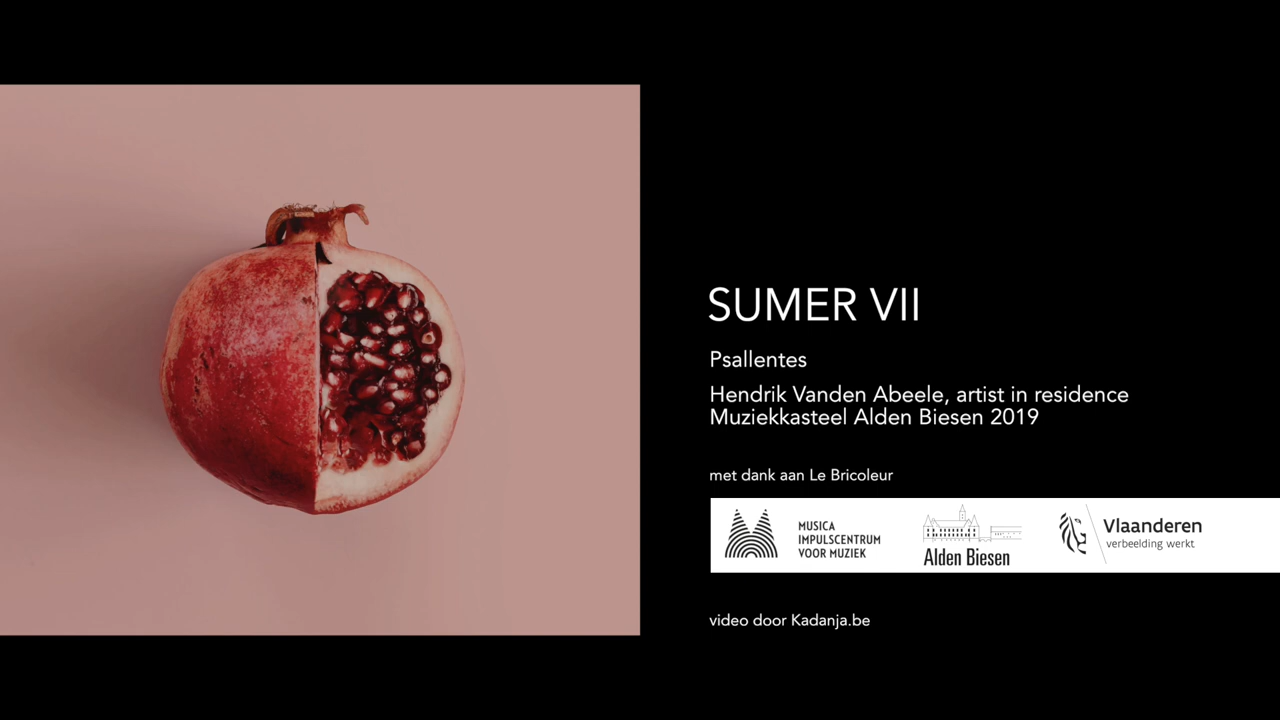 SUMER VII
Psallentes
Hendrik Vanden Abeele, artist in residence
Muziekkasteel Alden Biesen 2019
met dank aan Le Bricoleur
MUSICA
IMPULSCENTRUM
VOOR MUZIEK
Alden Biesen
Vlaanderen
verbeelding werkt
video door Kadanja.be